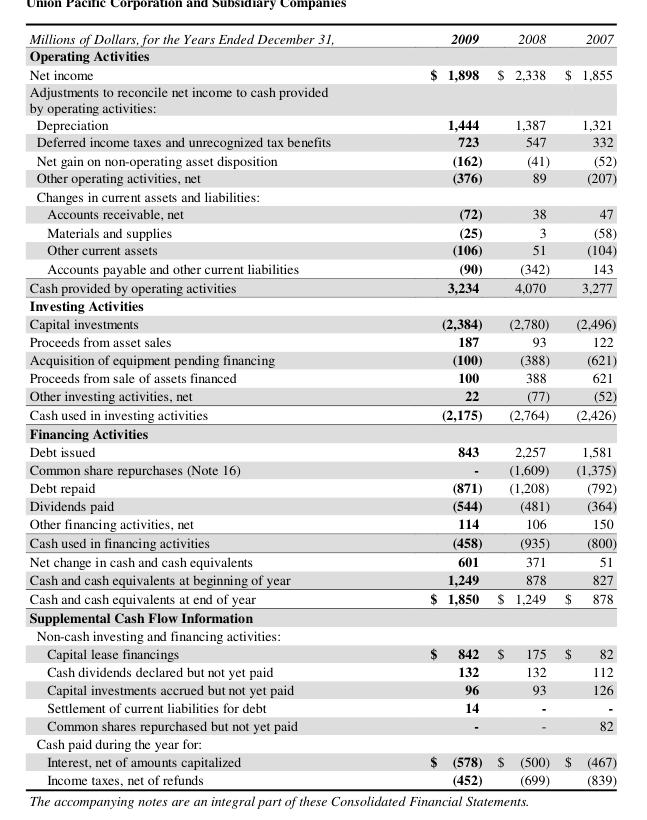 Union Pacific Corporation and Subsidiary Companies
Millions of Dollars, for the Years Ended December 31, 2009 2008 2007
Operating Activities
Net income $ 1,898 $ 2,338 $ 1,855
Adjustments to reconcile net income to cash provided
by operating activities:
Depreciation 1,444 1,387 1,321
Deferred income taxes and unrecognized tax benefits 723 547 332
Net gain on non-operating asset disposition (162) (41) (52)
Other operating activities, net (376) 89 (207)
Changes in current assets and liabilities:
Accounts receivable, net (72) 38 47
Materials and supplies (25) 3 (58)
Other current assets (106) 51 (104)
Accounts payable and other current liabilities (90) (342) 143
Cash provided by operating activities 3,234 4,070 3,277
Investing Activities
Capital investments (2,384) (2,780) (2,496)
Proceeds from asset sales 187 93 122
Acquisition of equipment pending financing (100) (388) (621)
Proceeds from sale of assets financed 100 388 621
Other investing activities, net 22 (77) (52)
Cash used in investing activities (2,175) (2,764) (2,426)
Financing Activities
Debt issued 843 2,257 1,581
Common share repurchases (Note 16) - (1,609) (1,375)
Debt repaid (871) (1,208) (792)
Dividends paid (544) (481) (364)
Other financing activities, net 114 106 150
Cash used in financing activities (458) (935) (800)
Net change in cash and cash equivalents 601 371 51
Cash and cash equivalents at beginning of year 1,249 878 827
Cash and cash equivalents at end of year $ 1,850 $ 1,249 $ 878
Supplemental Cash Flow Information
Non-cash investing and financing activities:
Capital lease financings $ 842 $ 175 $ 82
Cash dividends declared but not yet paid 132 132 112
Capital investments accrued but not yet paid 96 93 126
Settlement of current liabilities for debt 14 - -
Common shares repurchased but not yet paid - - 82
Cash paid during the year for:
Interest, net of amounts capitalized $ (578) $ (500) $ (467)
Income taxes, net of refunds (452) (699) (839)
The accompanying notes are an integral part of these Consolidated Financial Statements.